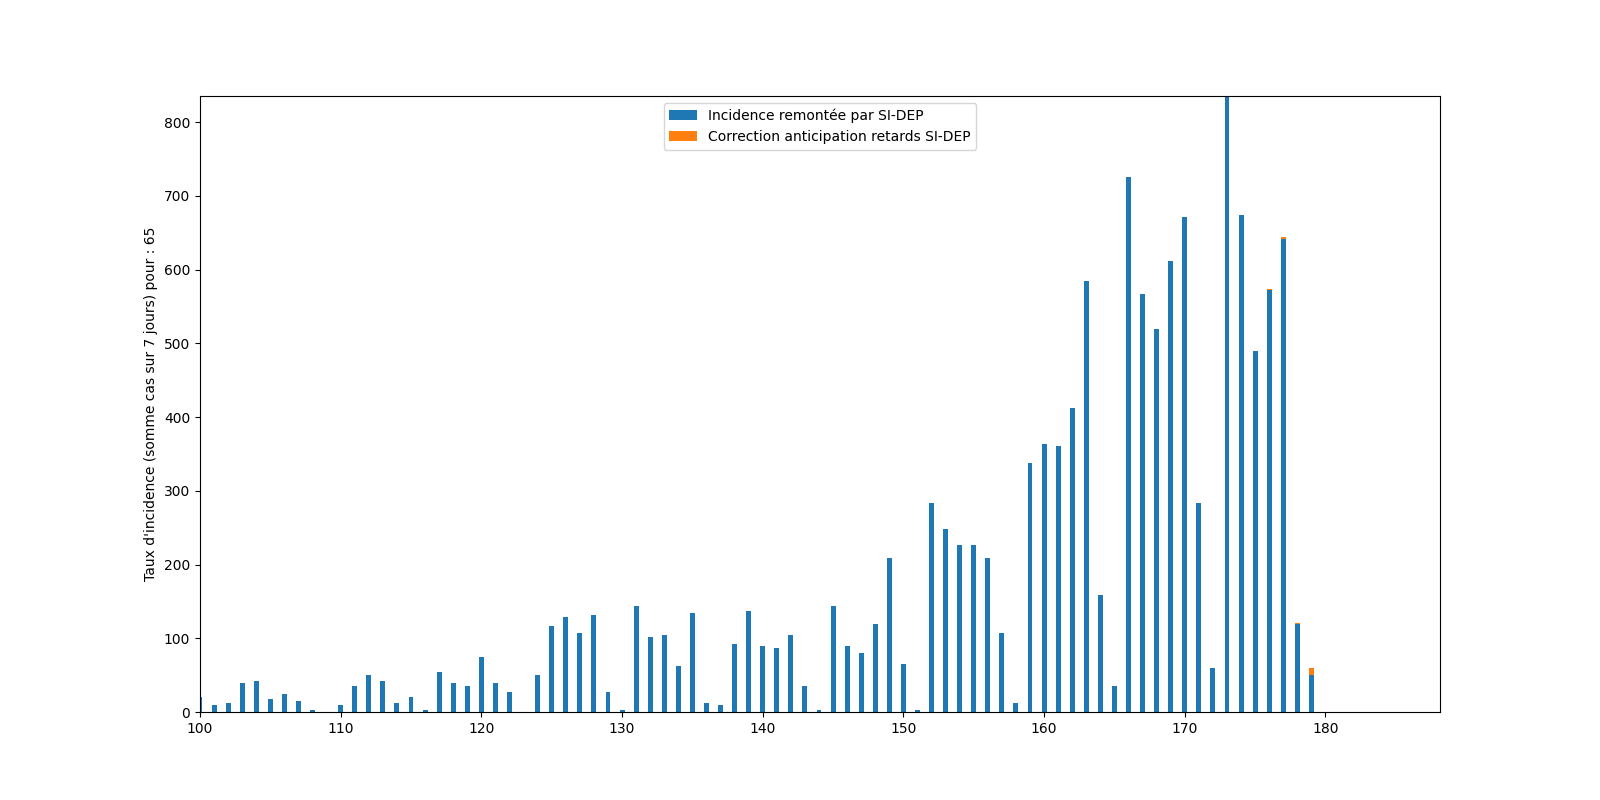 Incidence remontée par SI-DEP
Correction anticipation retards SI-DEP
Taux d'incidence (somme cas sur 7 jours) pour : 65
800
700
600
500
400
300
200
100
0
100 110 120 130 140 150 160 170 180